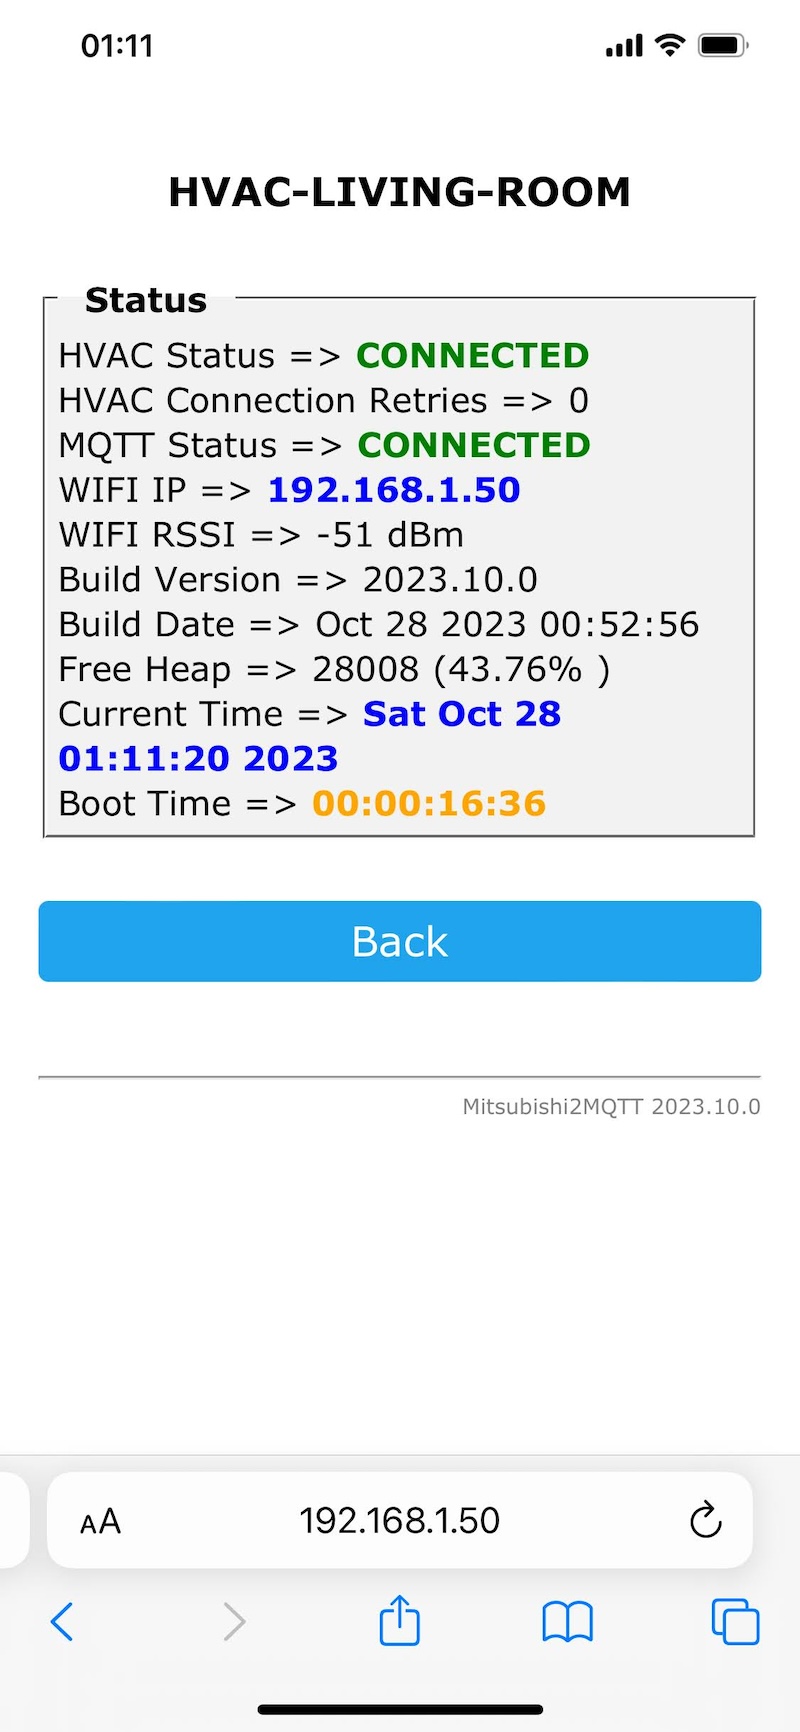 01:11
HVAC-LIVING-ROOM
Status
HVAC Status => CONNECTED
HVAC Connection Retries => 0
MQTT Status => CONNECTED
WIFI IP => 192.168.1.50
WIFI RSSI => -51 dBm
Build Version => 2023.10.0
Build Date => Oct 28 2023 00:52:56
Free Heap => 28008 (43.76% )
Current Time => Sat Oct 28
01:11:20 2023
Boot Time => 00:00:16:36
Back
Mitsubishi2MQTT 2023.10.0
AA 192.168.1.50